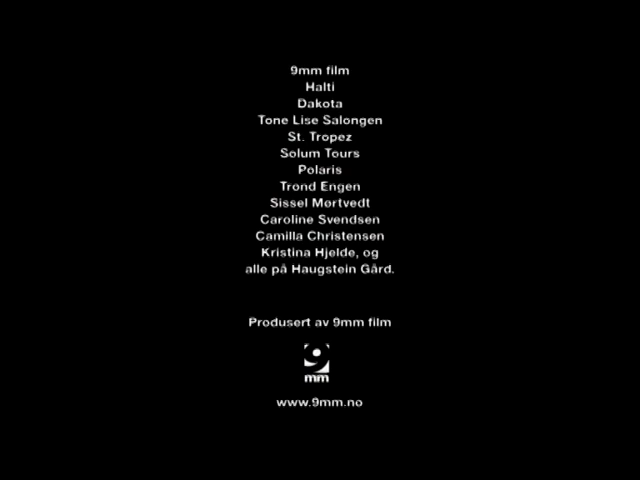 9mm film
Halti
Dakota
Tone Lise Salongen
St. Tropez
Solum Tours
Polaris
Trond Engen
Sissel Mørtvedt
Caroline Svendsen
Camilla Christensen
Kristina Hjelde, og
alle på Haugstein Gård.
Produsert av 9mm film
9
mm
www.9mm.no